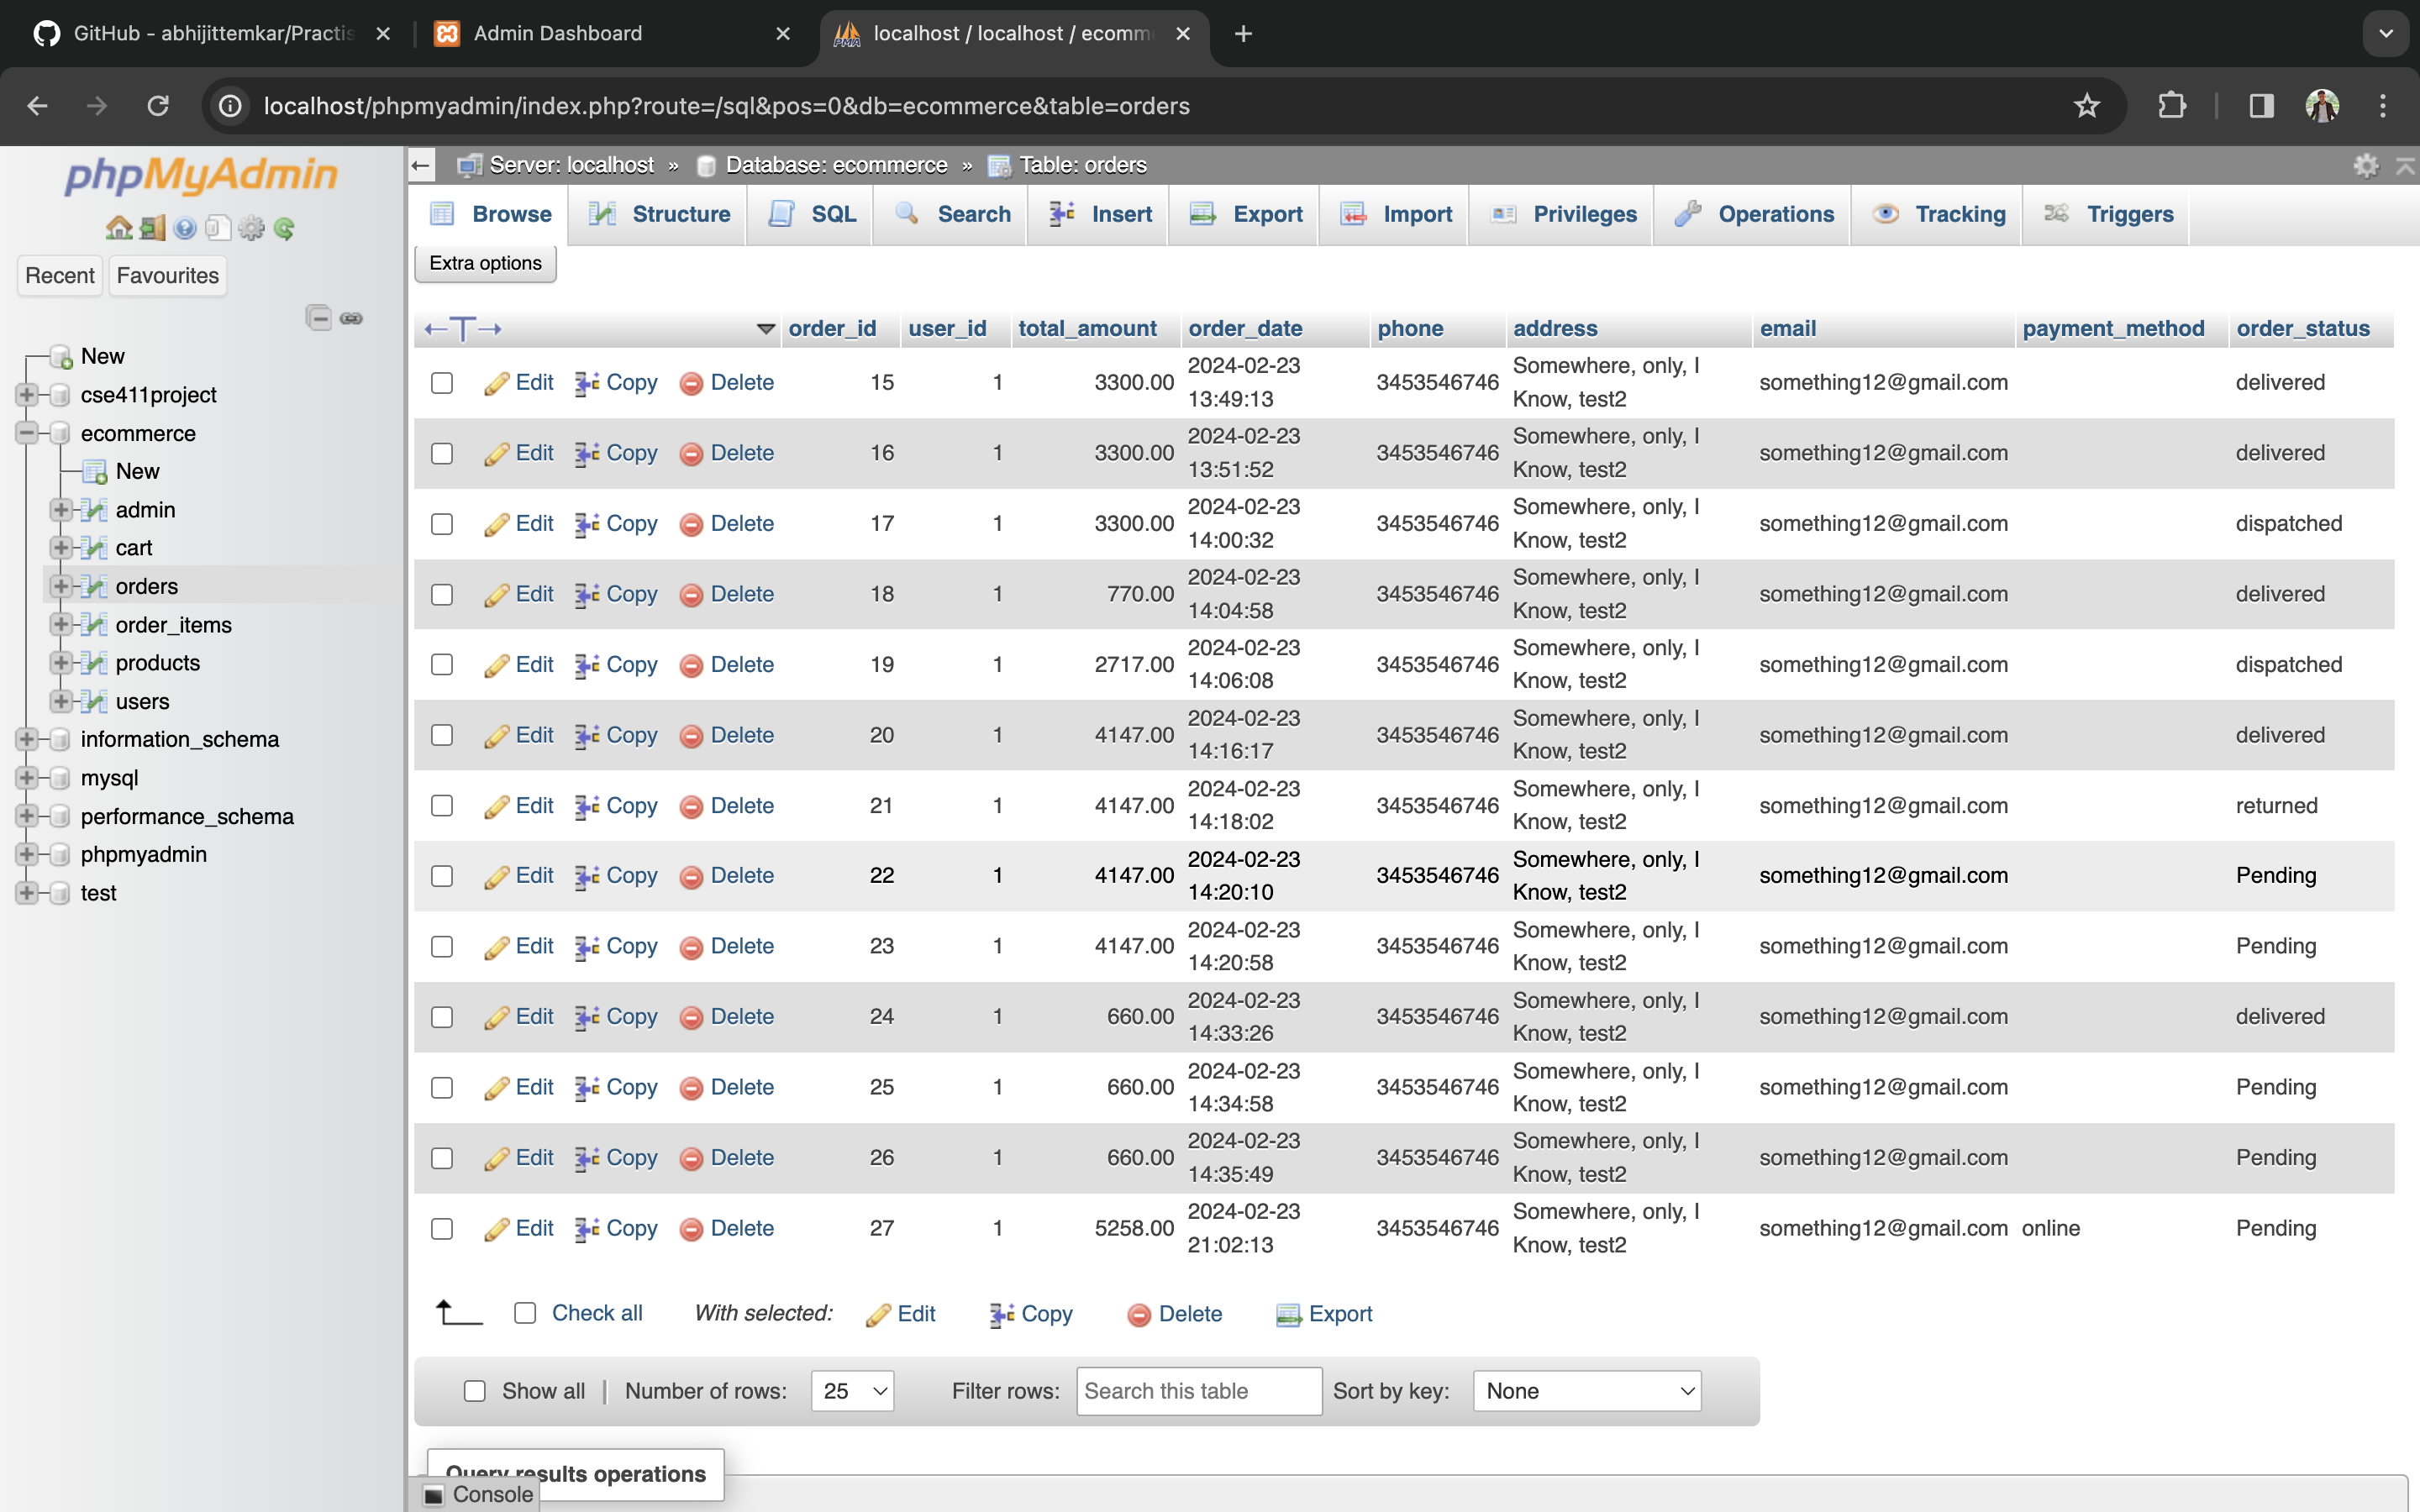 GitHub - abhijittemkar/Practis
Admin Dashboard
localhost / localhost / ecomme
localhost/phpmyadmin/index.php?route=/sql&pos=0&db=ecommerce&table=orders
phpMyAdmin
Recent Favourites
New
cse411project
ecommerce
New
admin
cart
orders
order_items
products
users
information_schema
mysql
performance_schema
phpmyadmin
test
Server: localhost » Database: ecommerce » Table: orders
Browse Structure SQL Search Insert Export Import Privileges Operations Tracking Triggers
Extra options
←T→ order_id user_id total_amount order_date phone address email payment_method order_status
Edit Copy Delete 15 1 3300.00 2024-02-23 13:49:13 3453546746 Somewhere, only, I Know, test2 something12@gmail.com delivered
Edit Copy Delete 16 1 3300.00 2024-02-23 13:51:52 3453546746 Somewhere, only, I Know, test2 something12@gmail.com delivered
Edit Copy Delete 17 1 3300.00 2024-02-23 14:00:32 3453546746 Somewhere, only, I Know, test2 something12@gmail.com dispatched
Edit Copy Delete 18 1 770.00 2024-02-23 14:04:58 3453546746 Somewhere, only, I Know, test2 something12@gmail.com delivered
Edit Copy Delete 19 1 2717.00 2024-02-23 14:06:08 3453546746 Somewhere, only, I Know, test2 something12@gmail.com dispatched
Edit Copy Delete 20 1 4147.00 2024-02-23 14:16:17 3453546746 Somewhere, only, I Know, test2 something12@gmail.com delivered
Edit Copy Delete 21 1 4147.00 2024-02-23 14:18:02 3453546746 Somewhere, only, I Know, test2 something12@gmail.com returned
Edit Copy Delete 22 1 4147.00 2024-02-23 14:20:10 3453546746 Somewhere, only, I Know, test2 something12@gmail.com Pending
Edit Copy Delete 23 1 4147.00 2024-02-23 14:20:58 3453546746 Somewhere, only, I Know, test2 something12@gmail.com Pending
Edit Copy Delete 24 1 660.00 2024-02-23 14:33:26 3453546746 Somewhere, only, I Know, test2 something12@gmail.com delivered
Edit Copy Delete 25 1 660.00 2024-02-23 14:34:58 3453546746 Somewhere, only, I Know, test2 something12@gmail.com Pending
Edit Copy Delete 26 1 660.00 2024-02-23 14:35:49 3453546746 Somewhere, only, I Know, test2 something12@gmail.com Pending
Edit Copy Delete 27 1 5258.00 2024-02-23 21:02:13 3453546746 Somewhere, only, I Know, test2 something12@gmail.com online Pending
Check all With selected: Edit Copy Delete Export
Show all | Number of rows: 25 Filter rows: Search this table Sort by key: None
Query results operations
Console